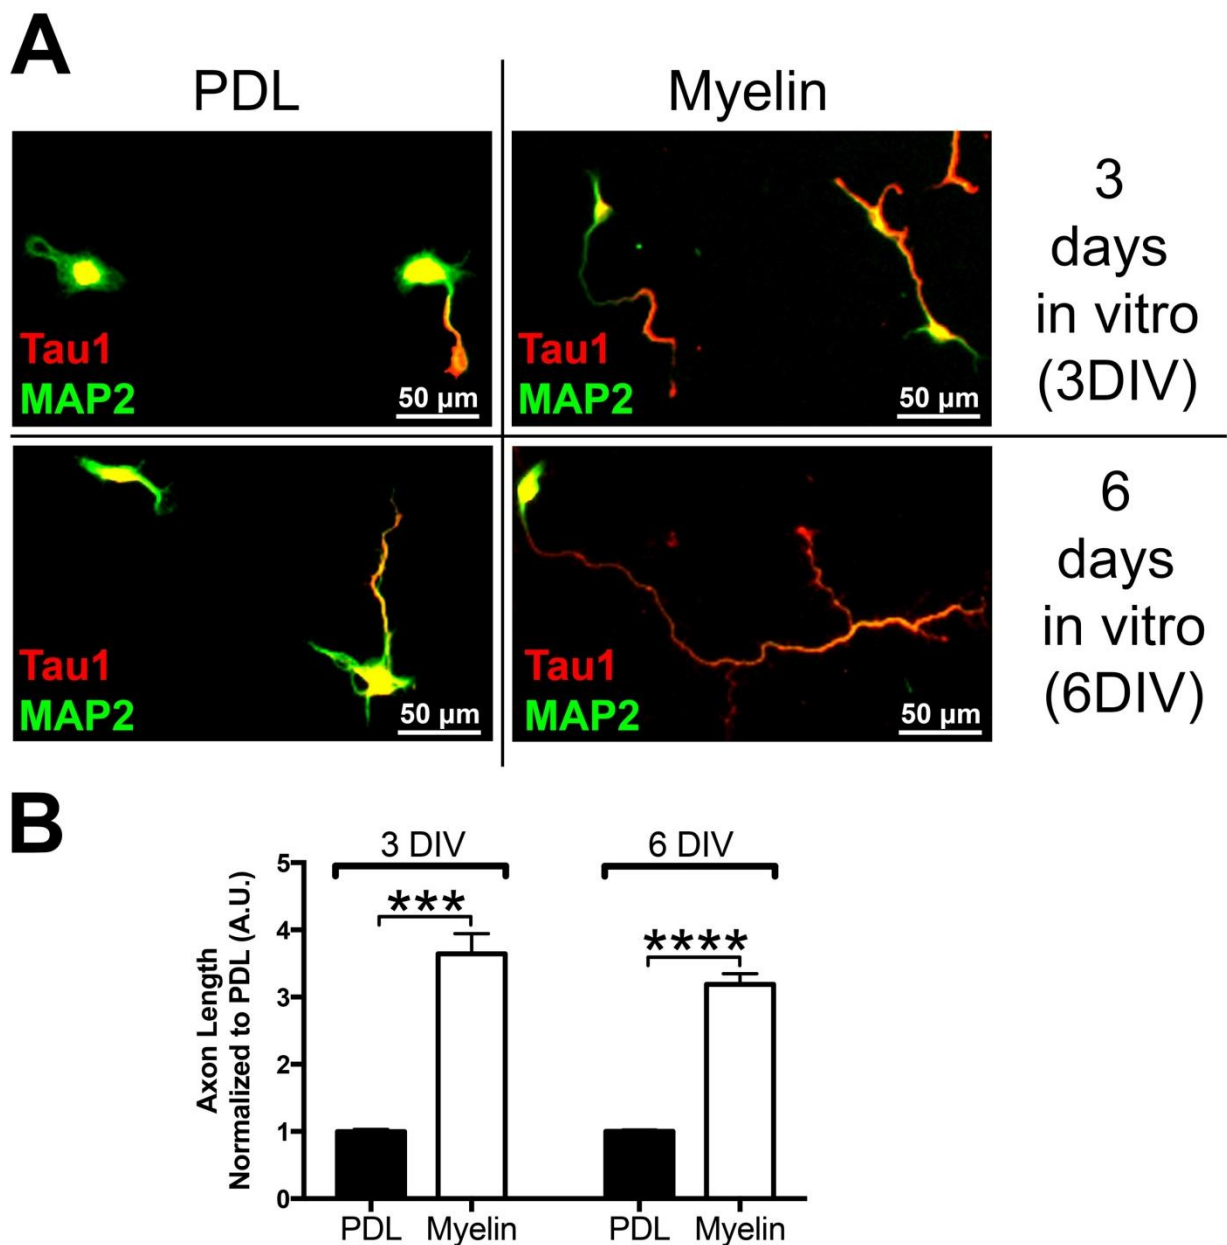 A
PDL
Myelin
Tau1
MAP2
50 µm
Tau1
MAP2
50 µm
3
days
in vitro
(3DIV)
Tau1
MAP2
50 µm
Tau1
MAP2
50 µm
6
days
in vitro
(6DIV)
B
Axon Length
Normalized to PDL (A.U.)
5
4
3
2
1
0
3 DIV
6 DIV
***
****
PDL
Myelin
PDL
Myelin